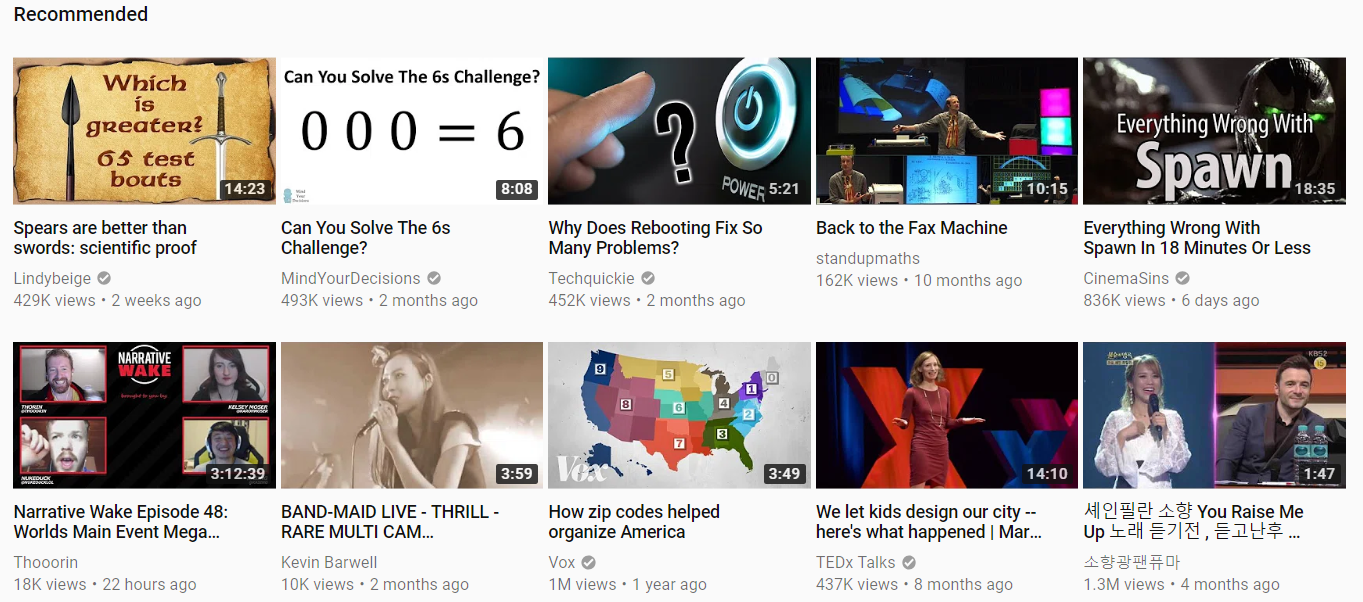 Recommended
Which
is
greater?
65 test
bouts
14:23
Can You Solve The 6s Challenge?
0 0 0 = 6
Mind
Your
Decisions
8:08
?
POWER
5:21
10:15
Everything Wrong With
Spawn
18:35
Spears are better than
swords: scientific proof
Lindybeige
429K views • 2 weeks ago
Can You Solve The 6s
Challenge?
MindYourDecisions
493K views • 2 months ago
Why Does Rebooting Fix So
Many Problems?
Techquickie
452K views • 2 months ago
Back to the Fax Machine
standupmaths
162K views • 10 months ago
Everything Wrong With
Spawn In 18 Minutes Or Less
CinemaSins
836K views • 6 days ago
NARRATIVE
WAKE
THORIN
KELSEY MOSER
NUKEDUCK
3:12:39
3:59
9
5
0
1
8
6
4
2
7
3
Vox
3:49
14:10
KBS2
15
1:47
Narrative Wake Episode 48:
Worlds Main Event Mega...
Thooorin
18K views • 22 hours ago
BAND-MAID LIVE - THRILL -
RARE MULTI CAM...
Kevin Barwell
10K views • 2 months ago
How zip codes helped
organize America
Vox
1M views • 1 year ago
We let kids design our city --
here's what happened | Mar...
TEDx Talks
437K views • 8 months ago
셰인필란 소향 You Raise Me
Up 노래 듣기전 , 듣고난후 ...
소향광팬퓨마
1.3M views • 4 months ago